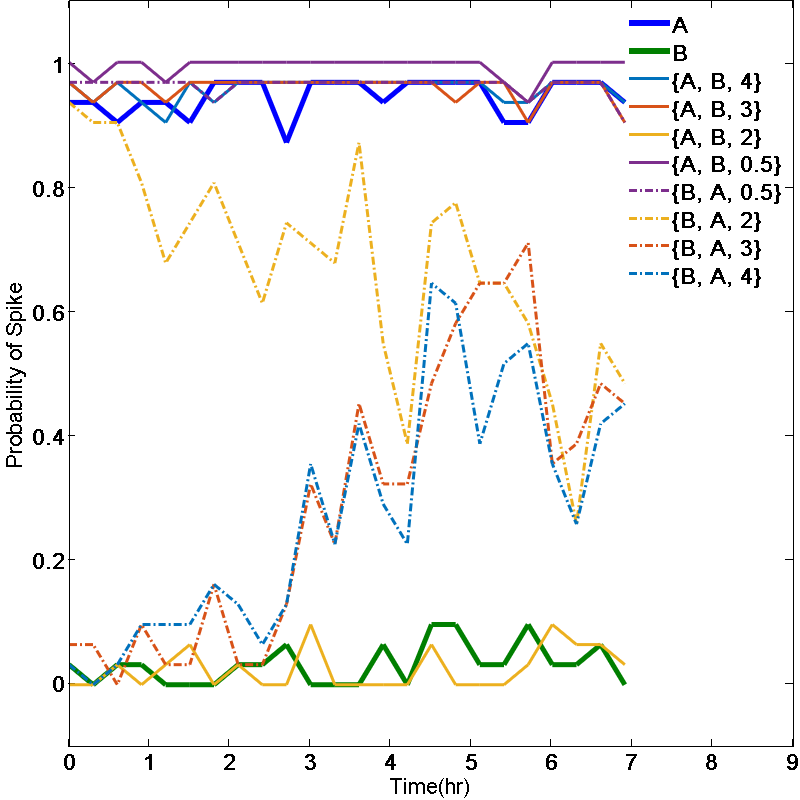 A
B
{A, B, 4}
{A, B, 3}
{A, B, 2}
{A, B, 0.5}
{B, A, 0.5}
{B, A, 2}
{B, A, 3}
{B, A, 4}
1
0.8
0.6
0.4
0.2
0
Probability of Spike
0 1 2 3 4 5 6 7 8 9
Time(hr)